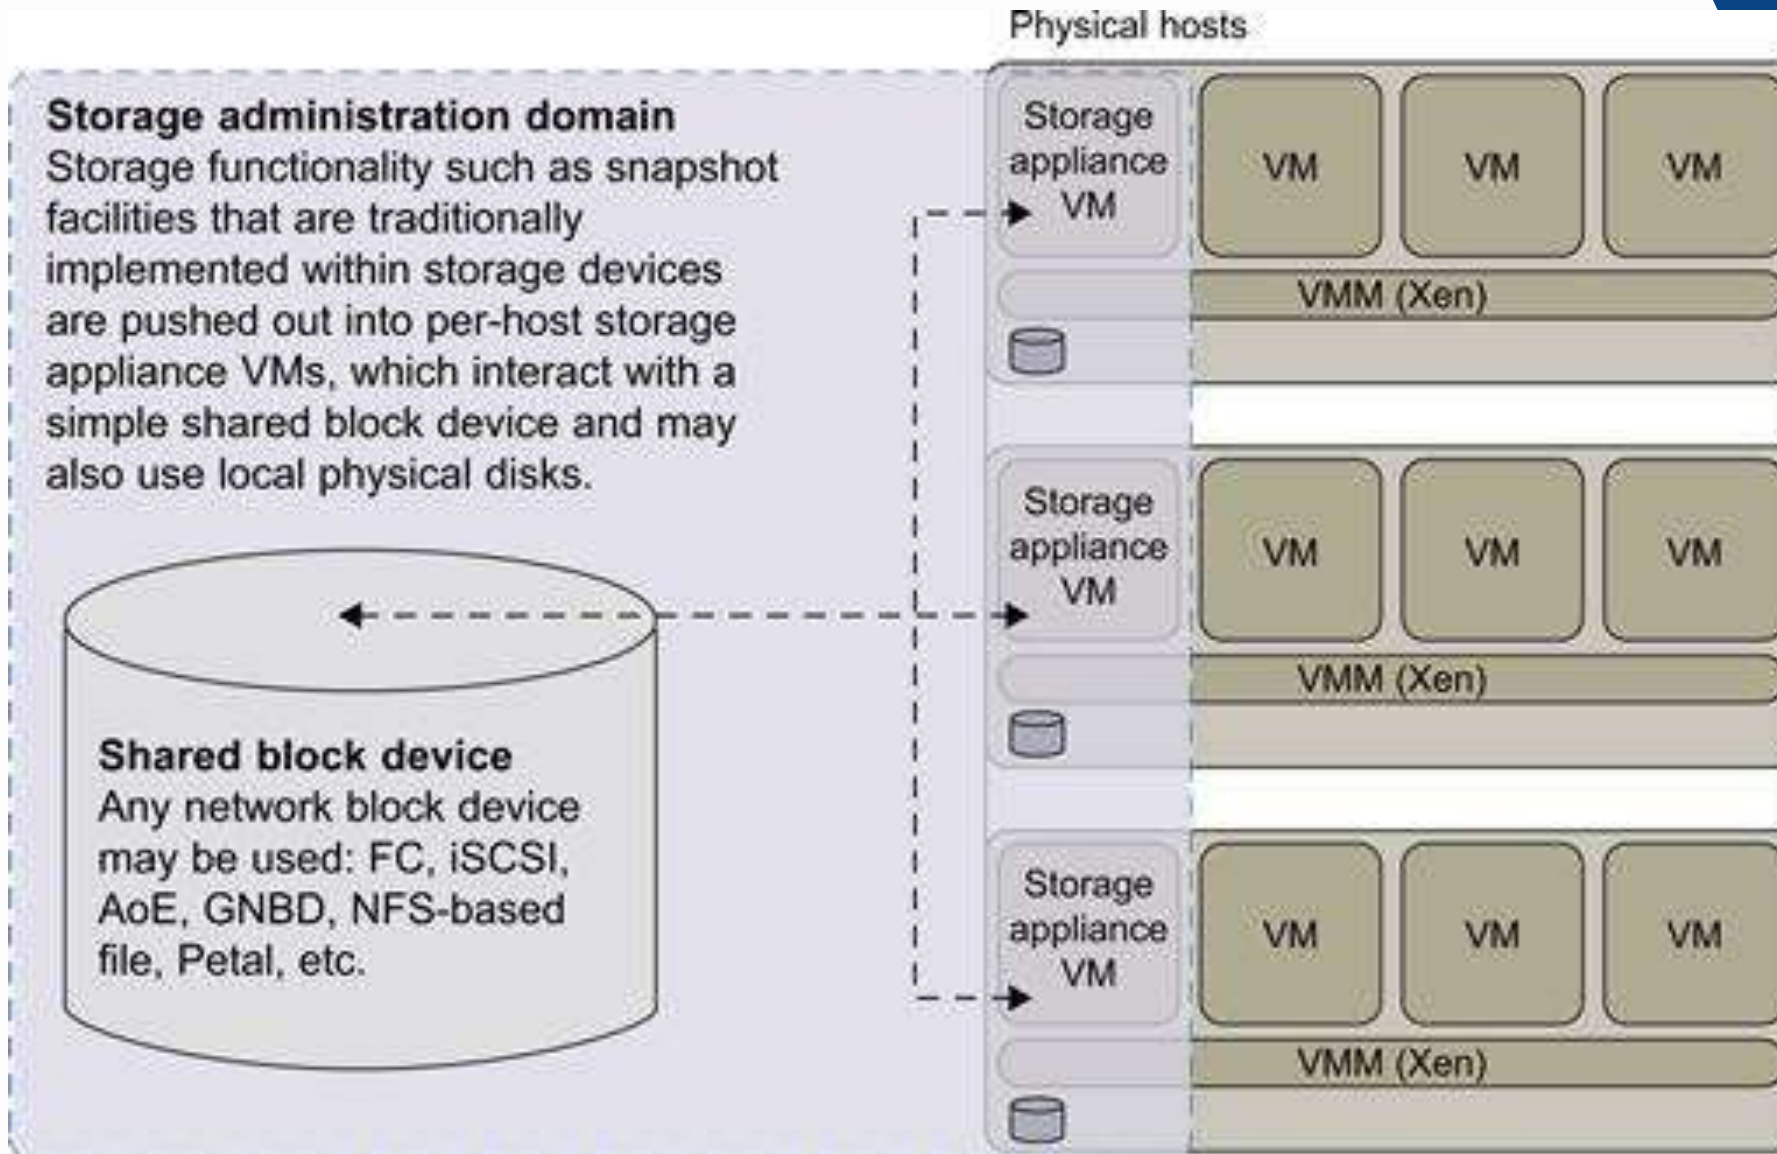 Physical hosts
Storage administration domain
Storage functionality such as snapshot
facilities that are traditionally
implemented within storage devices
are pushed out into per-host storage
appliance VMs, which interact with a
simple shared block device and may
also use local physical disks.
Shared block device
Any network block device
may be used: FC, iSCSI,
AoE, GNBD, NFS-based
file, Petal, etc.
Storage
appliance
VM
VM
VM
VM
VMM (Xen)
Storage
appliance
VM
VM
VM
VM
VMM (Xen)
Storage
appliance
VM
VM
VM
VM
VMM (Xen)